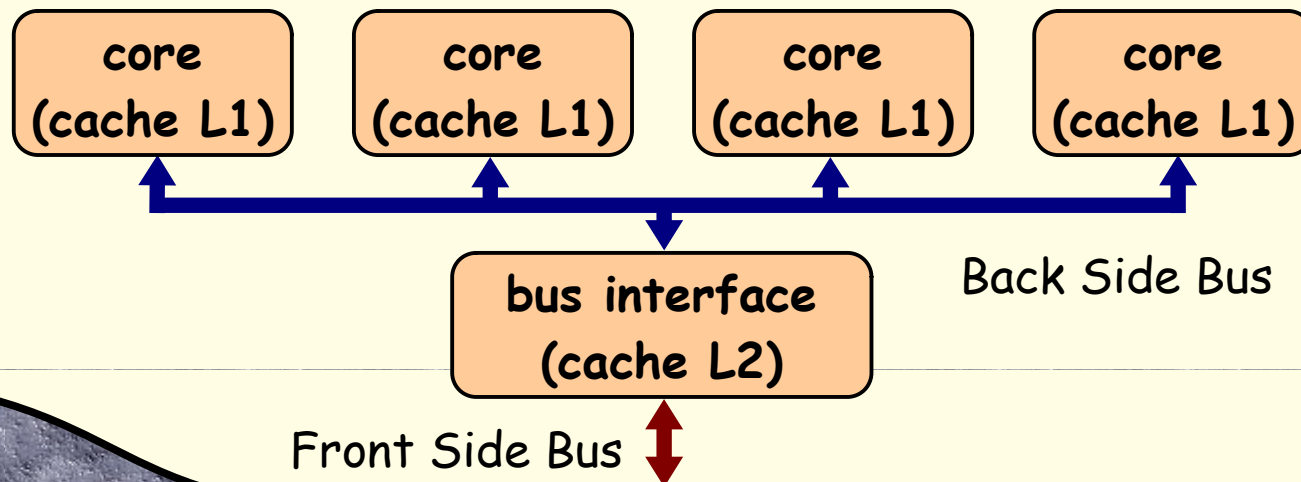 core
(cache L1)
core
(cache L1)
core
(cache L1)
core
(cache L1)
Back Side Bus
bus interface
(cache L2)
Front Side Bus